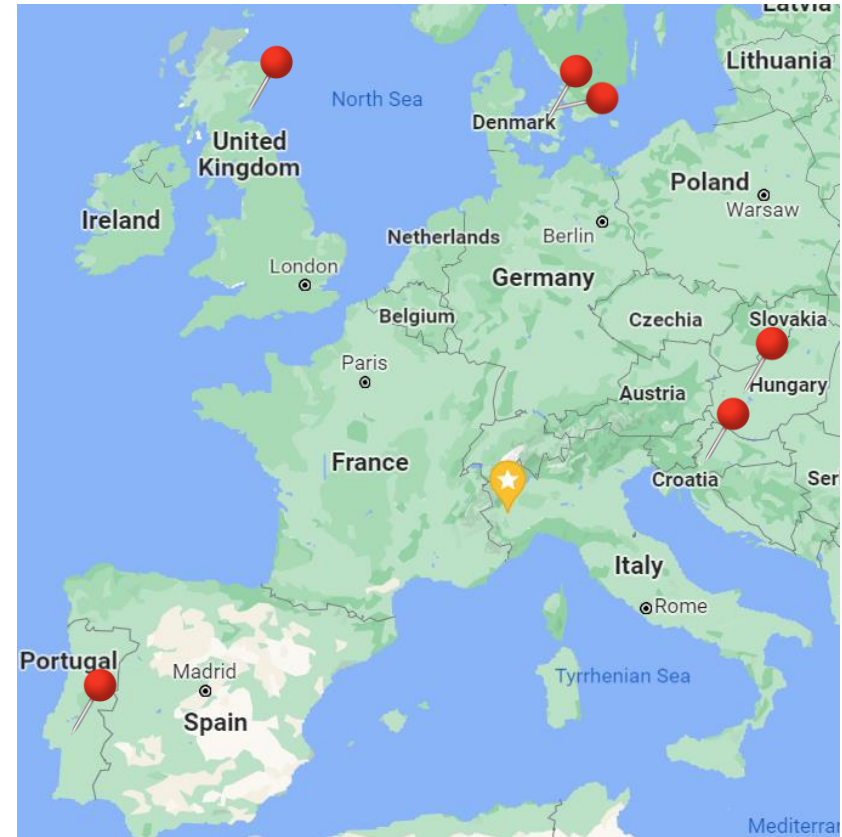 Latvia
Lithuania
North Sea
Denmark
United
Kingdom
Poland
Warsaw
Ireland
Netherlands
Berlin
London
Germany
Belgium
Czechia
Slovakia
Paris
Austria
Hungary
France
Croatia
Ser
Italy
Rome
Portugal
Madrid
Tyrrhenian Sea
Spain
Mediterra